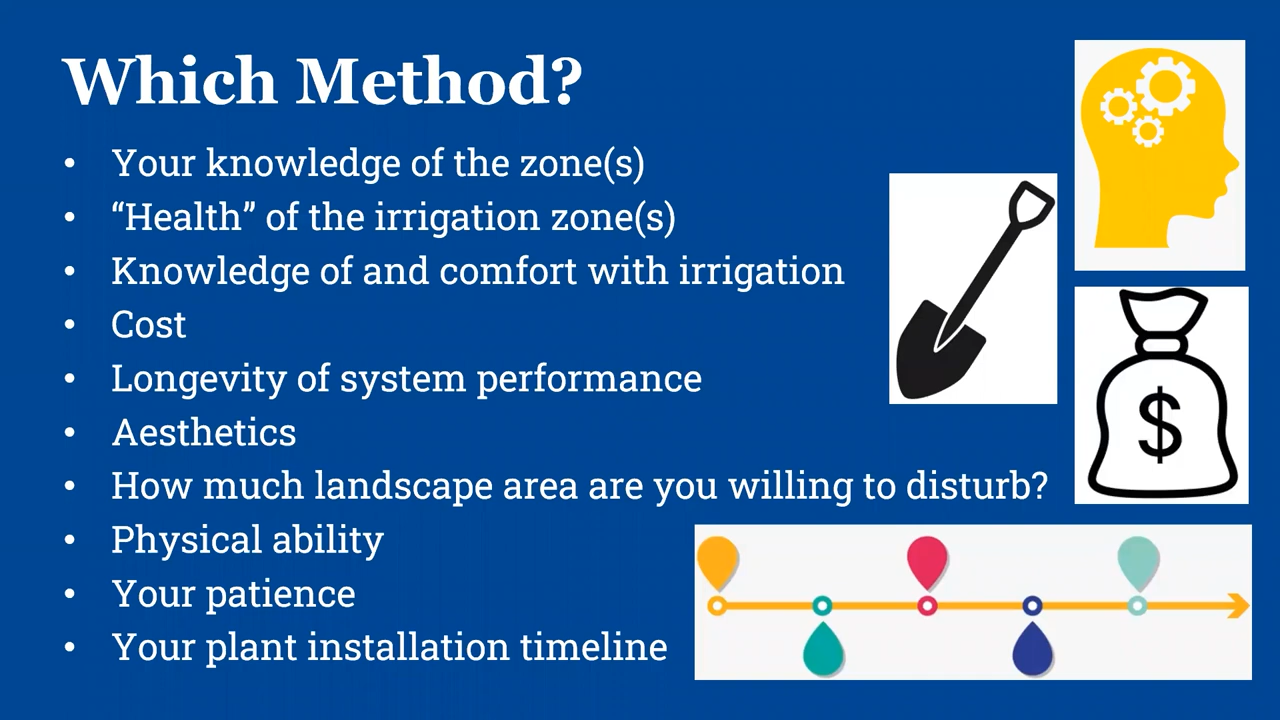 Which Method?
• Your knowledge of the zone(s)
• “Health” of the irrigation zone(s)
• Knowledge of and comfort with irrigation
• Cost
• Longevity of system performance
• Aesthetics
• How much landscape area are you willing to disturb?
• Physical ability
• Your patience
• Your plant installation timeline
$